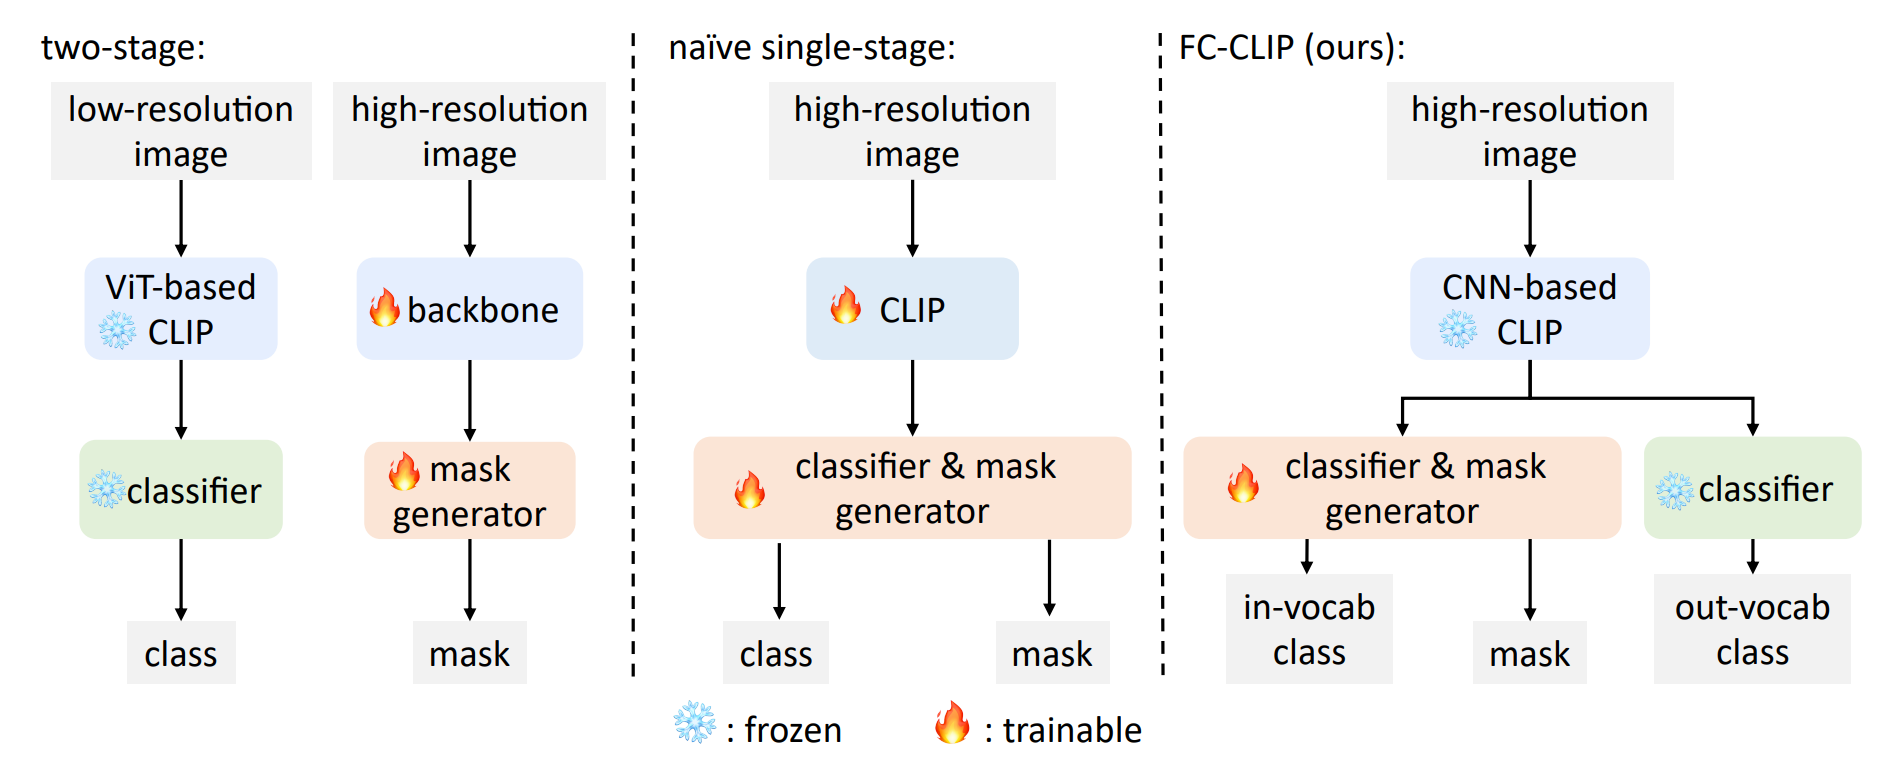 two-stage:
low-resolution
image
ViT-based
CLIP
classifier
class
high-resolution
image
backbone
mask
generator
mask
naïve single-stage:
high-resolution
image
CLIP
classifier & mask
generator
class
mask
FC-CLIP (ours):
high-resolution
image
CNN-based
CLIP
classifier & mask
generator
classifier
in-vocab
class
mask
out-vocab
class
: frozen
: trainable